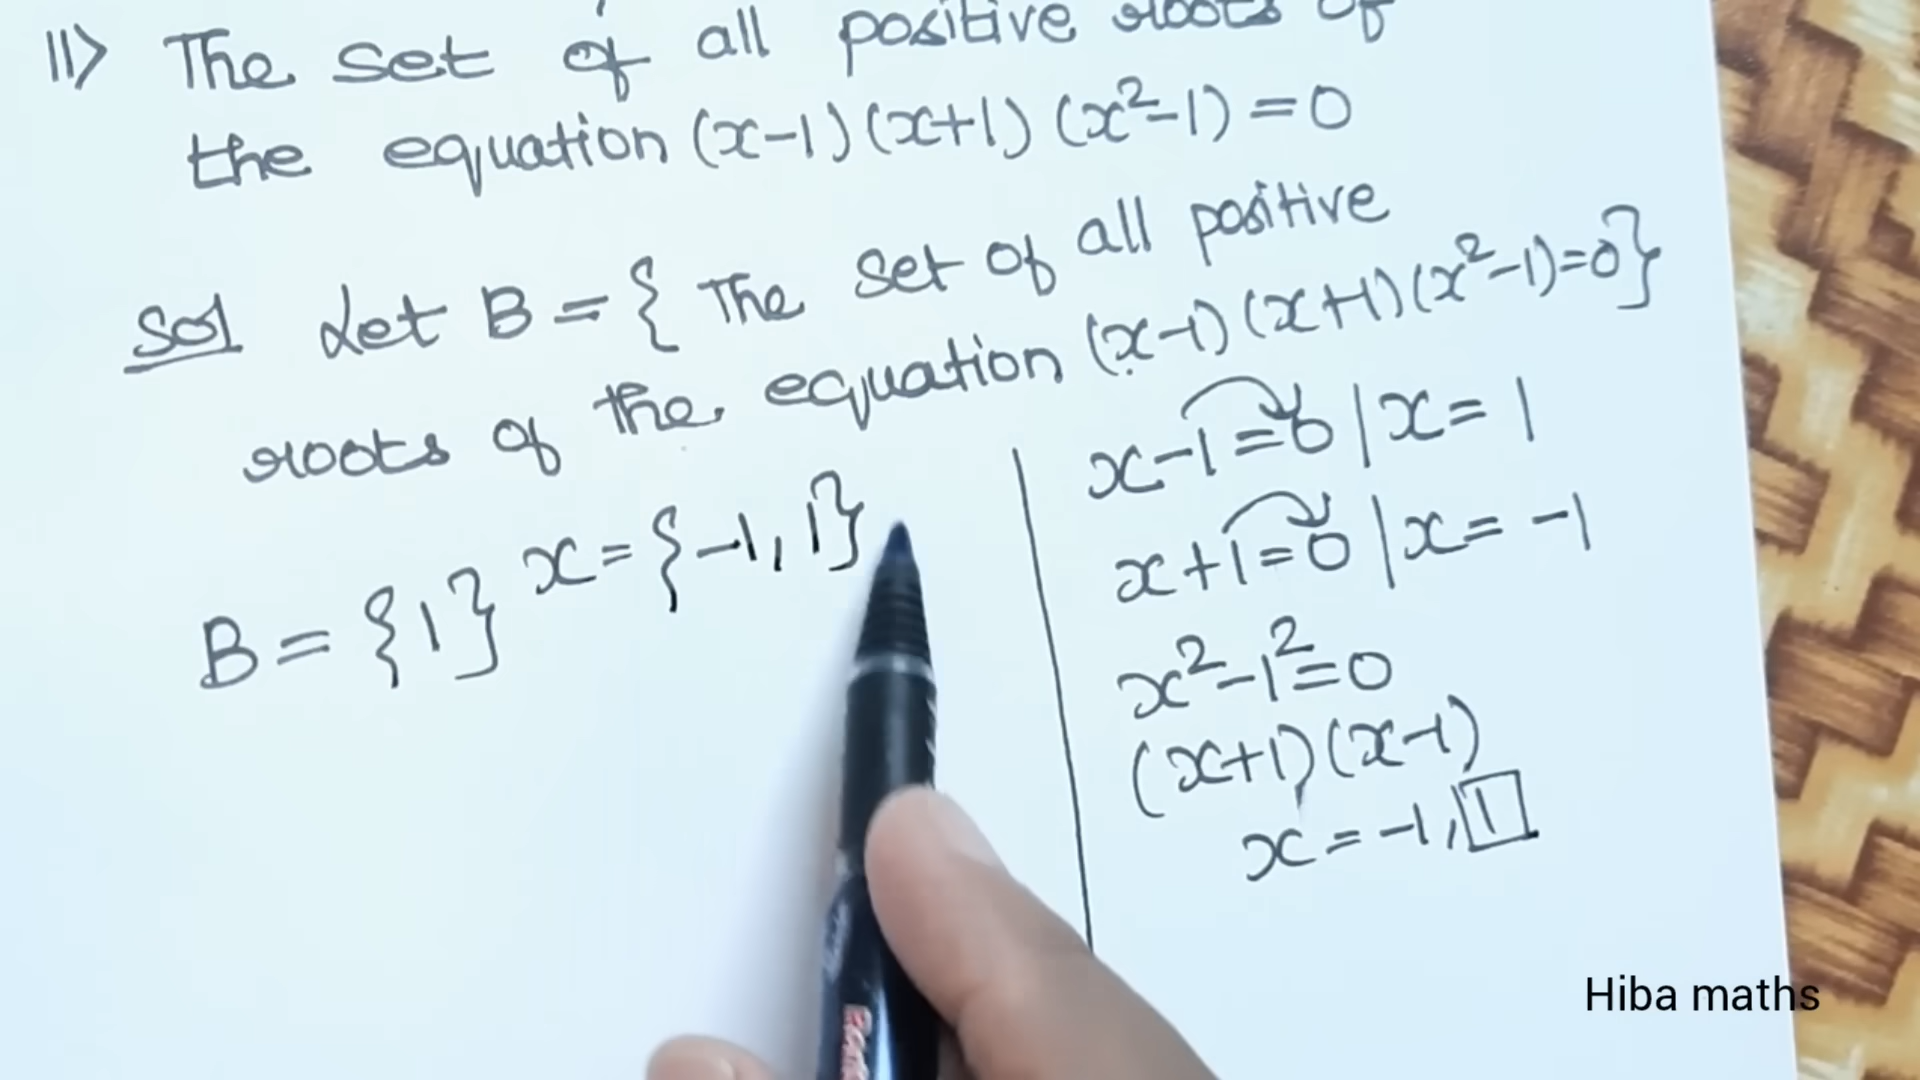 11> The set of all positive roots of
the equation (x-1)(x+1)(x²-1)=0
Sol Let B={ The set of all positive
roots of the equation (x-1)(x+1)(x²-1)=0}
x={-1,1}
B={1}
x-1=0|x=1
x+1=0|x=-1
x²-1²=0
(x+1)(x-1)
x=-1,1
Hiba maths